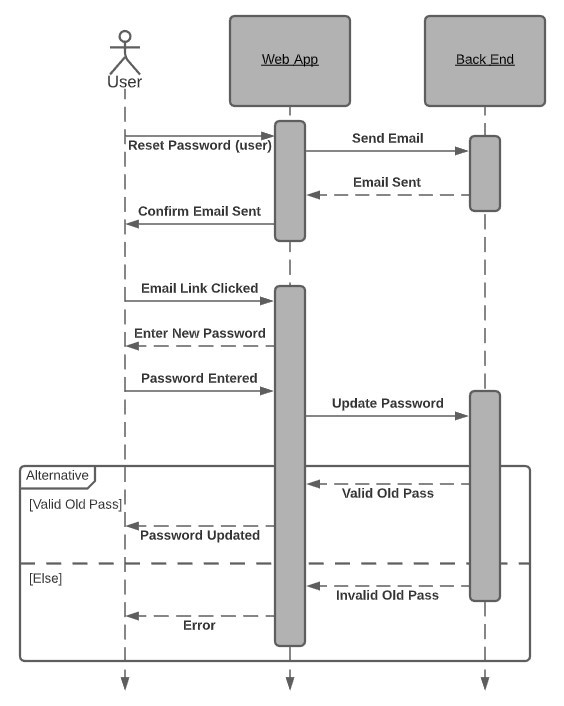 User
Web App
Back End
Reset Password (user)
Send Email
Email Sent
Confirm Email Sent
Email Link Clicked
Enter New Password
Password Entered
Update Password
Alternative
Valid Old Pass
[Valid Old Pass]
Password Updated
[Else]
Invalid Old Pass
Error